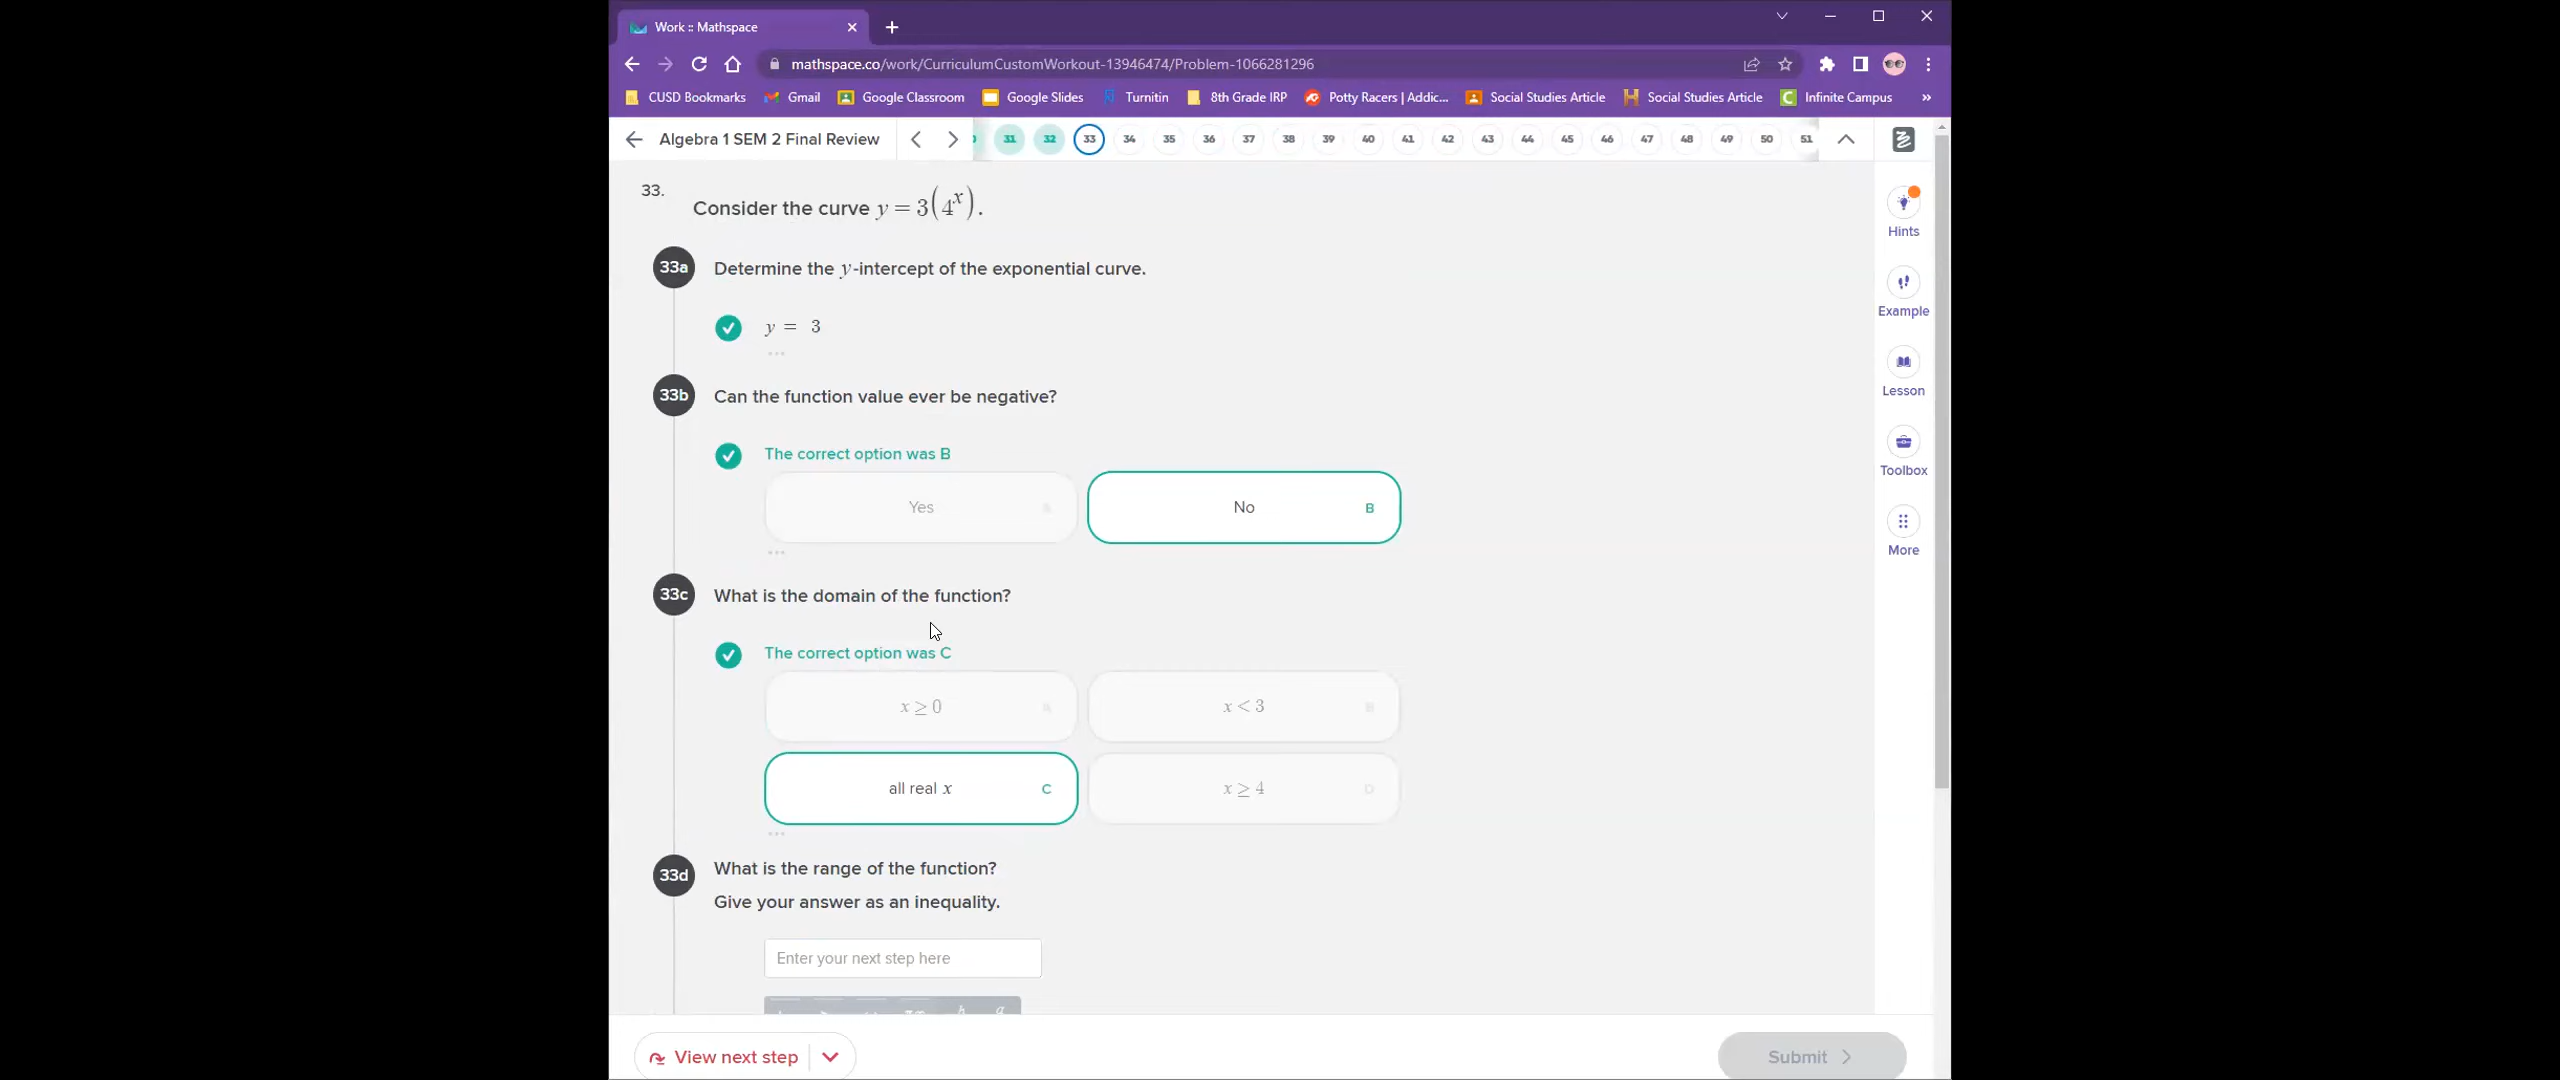 Work :: Mathspace
mathspace.co/work/CurriculumCustomWorkout-13946474/Problem-1066281296
CUSD Bookmarks Gmail Google Classroom Google Slides Turnitin 8th Grade IRP Potty Racers | Addic... Social Studies Article Social Studies Article Infinite Campus »
Algebra 1 SEM 2 Final Review 31 32 33 34 35 36 37 38 39 40 41 42 43 44 45 46 47 48 49 50 51
33.
Consider the curve y = 3(4^x).
Hints
33a Determine the y-intercept of the exponential curve.
Example
y = 3
Lesson
33b Can the function value ever be negative?
The correct option was B
Toolbox
Yes A No B
More
33c What is the domain of the function?
The correct option was C
x ≥ 0 A x < 3 B
all real x C x ≥ 4 D
33d What is the range of the function?
Give your answer as an inequality.
Enter your next step here
View next step Submit